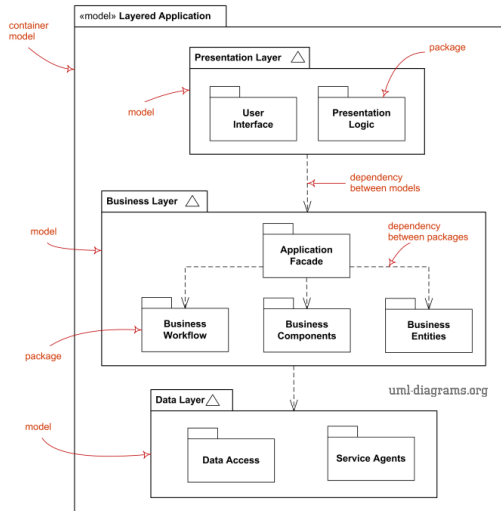 «model» Layered Application
container
model
Presentation Layer
package
model
User
Interface
Presentation
Logic
dependency
between models
Business Layer
model
dependency
between packages
Application
Facade
Business
Workflow
Business
Components
Business
Entities
package
uml-diagrams.org
Data Layer
model
Data Access
Service Agents